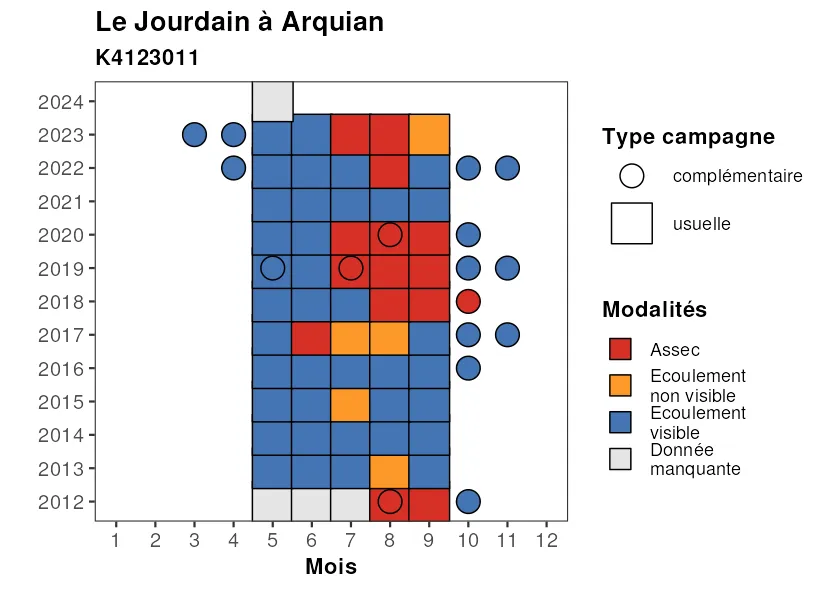 Le Jourdain à Arquian
K4123011
2024
2023
2022
2021
2020
2019
2018
2017
2016
2015
2014
2013
2012
1 2 3 4 5 6 7 8 9 10 11 12
Mois
Type campagne
complémentaire
usuelle
Modalités
Assec
Ecoulement
non visible
Ecoulement
visible
Donnée
manquante